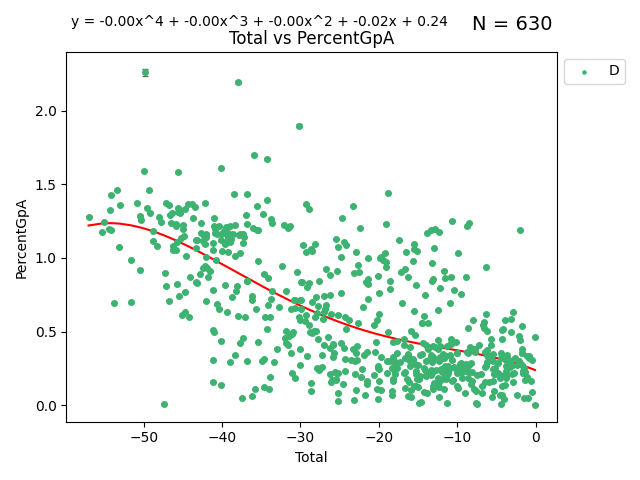 y = -0.00x^4 + -0.00x^3 + -0.00x^2 + -0.02x + 0.24
N = 630
Total vs PercentGpA
D
PercentGpA
2.0
1.5
1.0
0.5
0.0
−50
−40
−30
−20
−10
0
Total